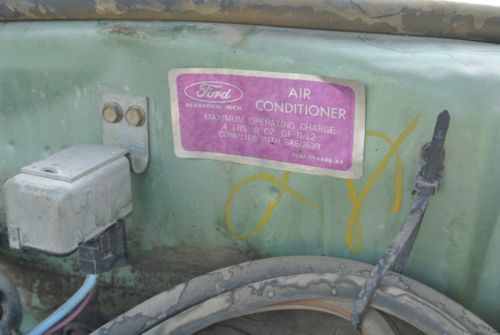 Ford
DEARBORN, MICH.
AIR
CONDITIONER
MAXIMUM OPERATING CHARGE
4 LBS. 8 OZ. OF R-12
COMPLIES WITH SAE J639